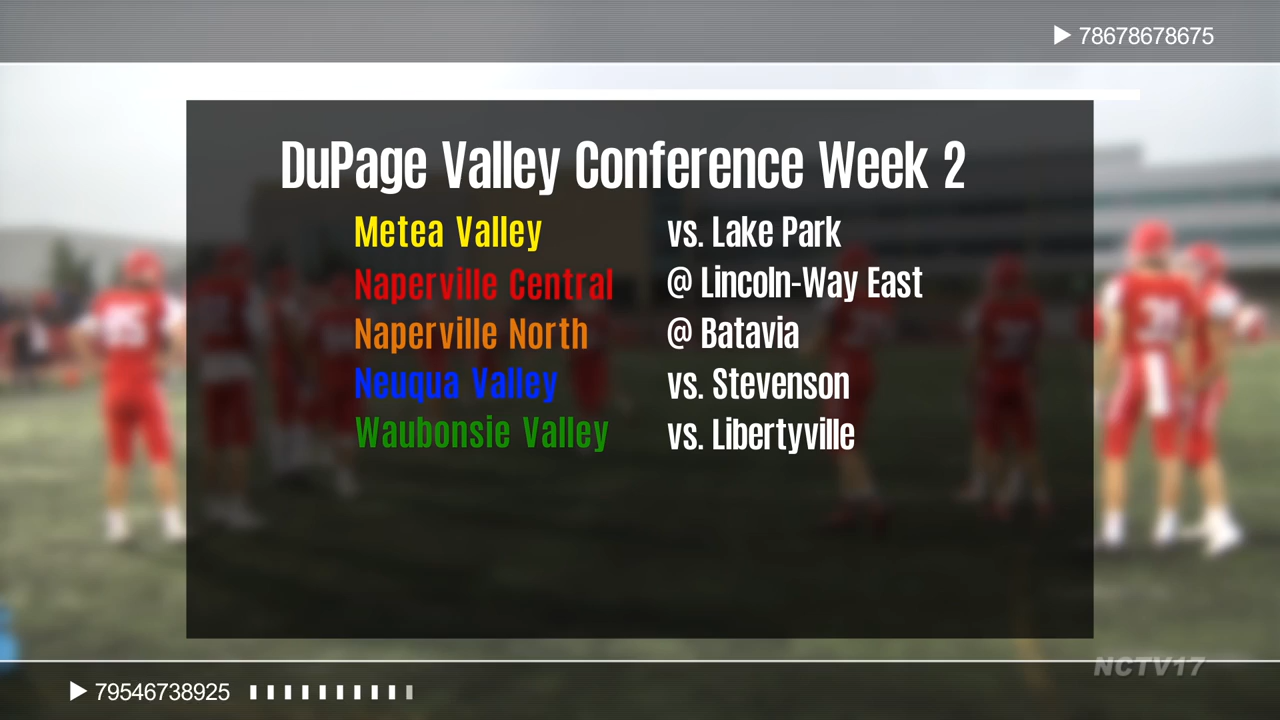 78678678675
DuPage Valley Conference Week 2
Metea Valley vs. Lake Park
Naperville Central @ Lincoln-Way East
Naperville North @ Batavia
Neuqua Valley vs. Stevenson
Waubonsie Valley vs. Libertyville
NCTV17
79546738925